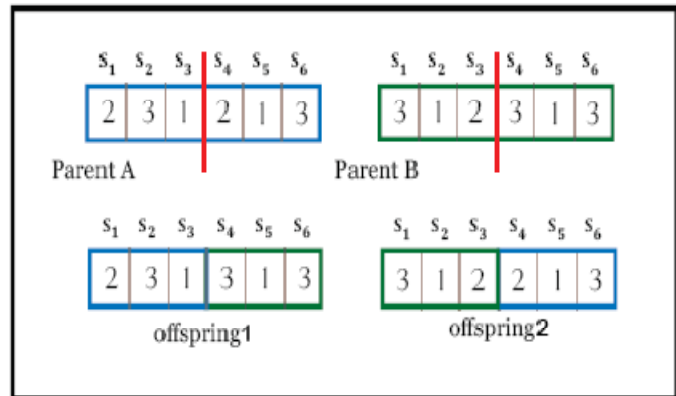 S₁ S₂ S₃ S₄ S₅ S₆ S₁ S₂ S₃ S₄ S₅ S₆
2 3 1 2 1 3 3 1 2 3 1 3
Parent A Parent B
S₁ S₂ S₃ S₄ S₅ S₆ S₁ S₂ S₃ S₄ S₅ S₆
2 3 1 3 1 3 3 1 2 2 1 3
offspring1 offspring2